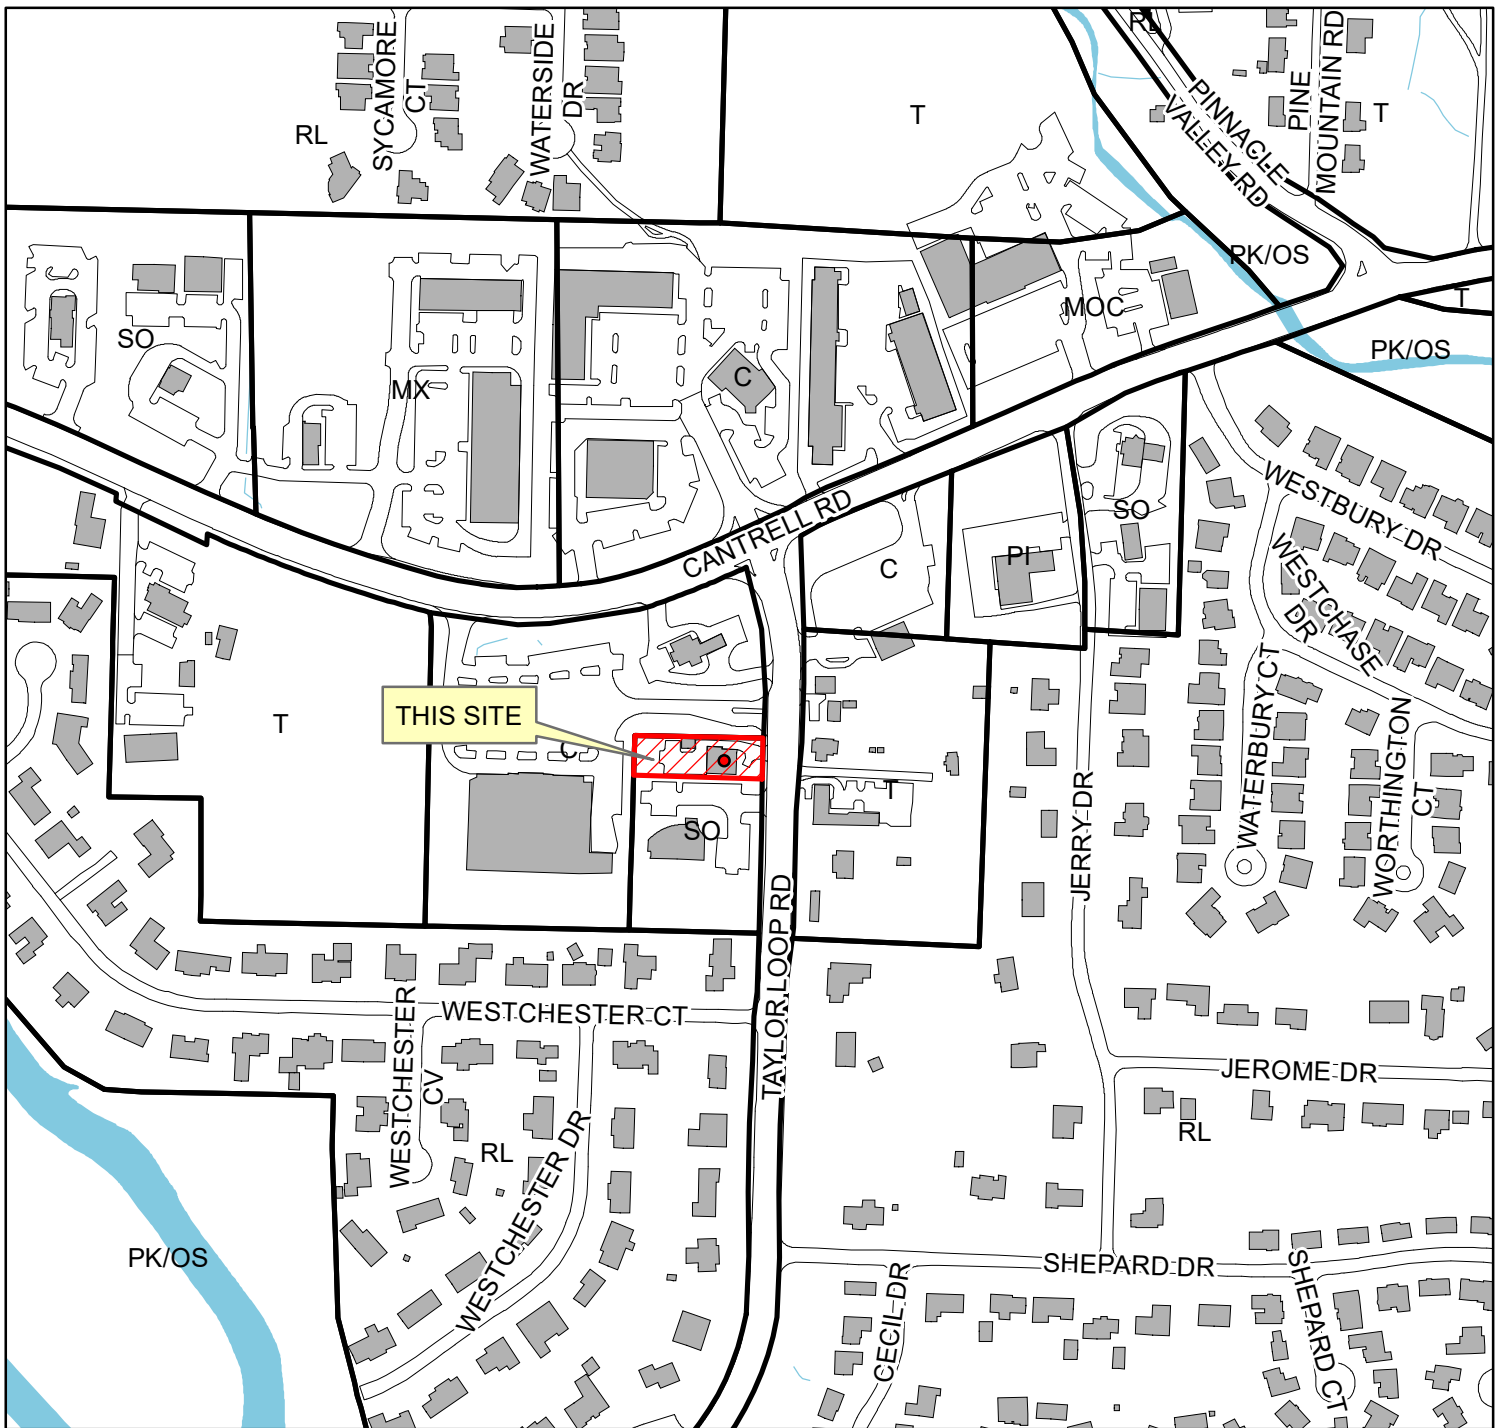 RL
SYCAMORE
CT
WATERSIDE
DR
RL
T
PINNACLE
VALLEY RD
PINE
MOUNTAIN RD
T
PK/OS
T
SO
MX
C
MOC
PK/OS
CANTRELL RD
C
PI
SO
WESTBURY DR
WESTCHASE
DR
THIS SITE
T
C
SO
T
TAYLOR LOOP RD
JERRY DR
WATERBURY CT
WORTHINGTON
CT
WESTCHESTER CT
WESTCHESTER
CV
WESTCHESTER DR
RL
JEROME DR
RL
PK/OS
SHEPARD DR
CECIL DR
SHEPARD CT